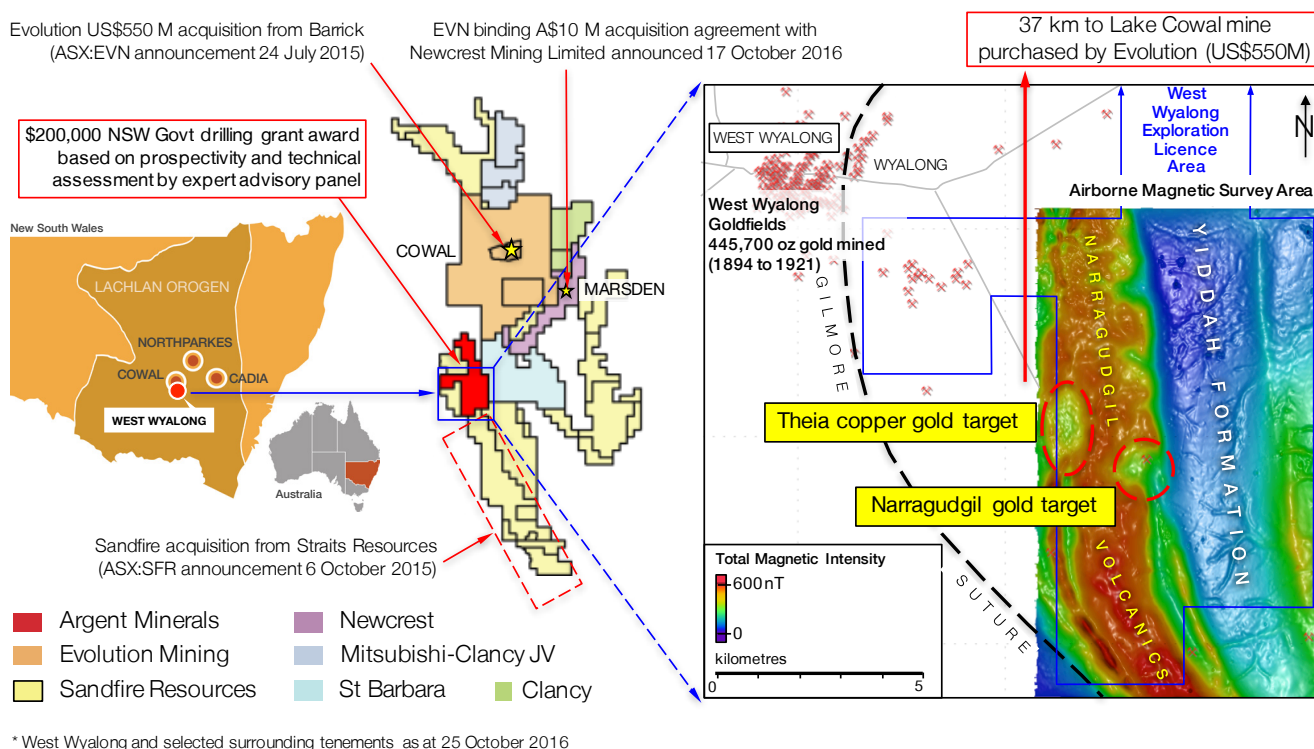 Evolution US$550 M acquisition from Barrick
(ASX:EVN announcement 24 July 2015)
EVN binding A$10 M acquisition agreement with
Newcrest Mining Limited announced 17 October 2016
37 km to Lake Cowal mine
purchased by Evolution (US$550M)
$200,000 NSW Govt drilling grant award
based on prospectivity and technical
assessment by expert advisory panel
New South Wales
LACHLAN OROGEN
NORTHPARKES
COWAL
CADIA
WEST WYALONG
Australia
COWAL
MARSDEN
Sandfire acquisition from Straits Resources
(ASX:SFR announcement 6 October 2015)
Argent Minerals
Evolution Mining
Sandfire Resources
Newcrest
Mitsubishi-Clancy JV
St Barbara
Clancy
West
Wyalong
Exploration
Licence
Area
N
WEST WYALONG
WYALONG
Airborne Magnetic Survey Area
West Wyalong
Goldfields
445,700 oz gold mined
(1894 to 1921)
GILMORE
SUTURE
NARRAGUDGIL
VOLCANICS
YIDDAH FORMATION
Theia copper gold target
Narragudgil gold target
Total Magnetic Intensity
600nT
0
kilometres
0
5
* West Wyalong and selected surrounding tenements as at 25 October 2016